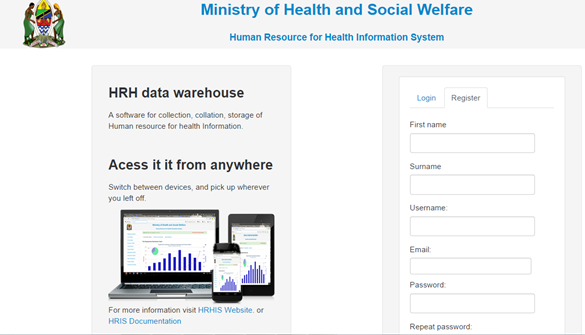 Ministry of Health and Social Welfare
Human Resource for Health Information System
HRH data warehouse
A software for collection, collation, storage of
Human resource for health Information.
Acess it it from anywhere
Switch between devices, and pick up wherever
you left off.
For more information visit HRHIS Website. or
HRIS Documentation
Login
Register
First name
Surname
Username:
Email:
Password:
Repeat password: